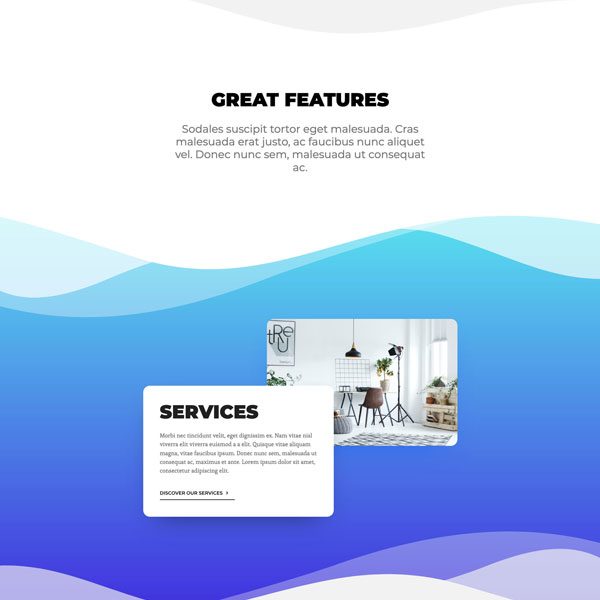 GREAT FEATURES
Sodales suscipit tortor eget malesuada. Cras
malesuada erat justo, ac faucibus nunc aliquet
vel. Donec nunc sem, malesuada ut consequat
ac.
tRe
U
SERVICES
Morbi nec tincidunt velit, eget dignissim ex. Nam vitae nisl
viverra elit viverra euismod a a elit. Quisque vitae aliquam
magna, vitae faucibus ipsum. Donec nunc sem, malesuada ut
consequat ac, maximus et ante. Lorem ipsum dolor sit amet,
consectetur adipiscing elit.
DISCOVER OUR SERVICES >